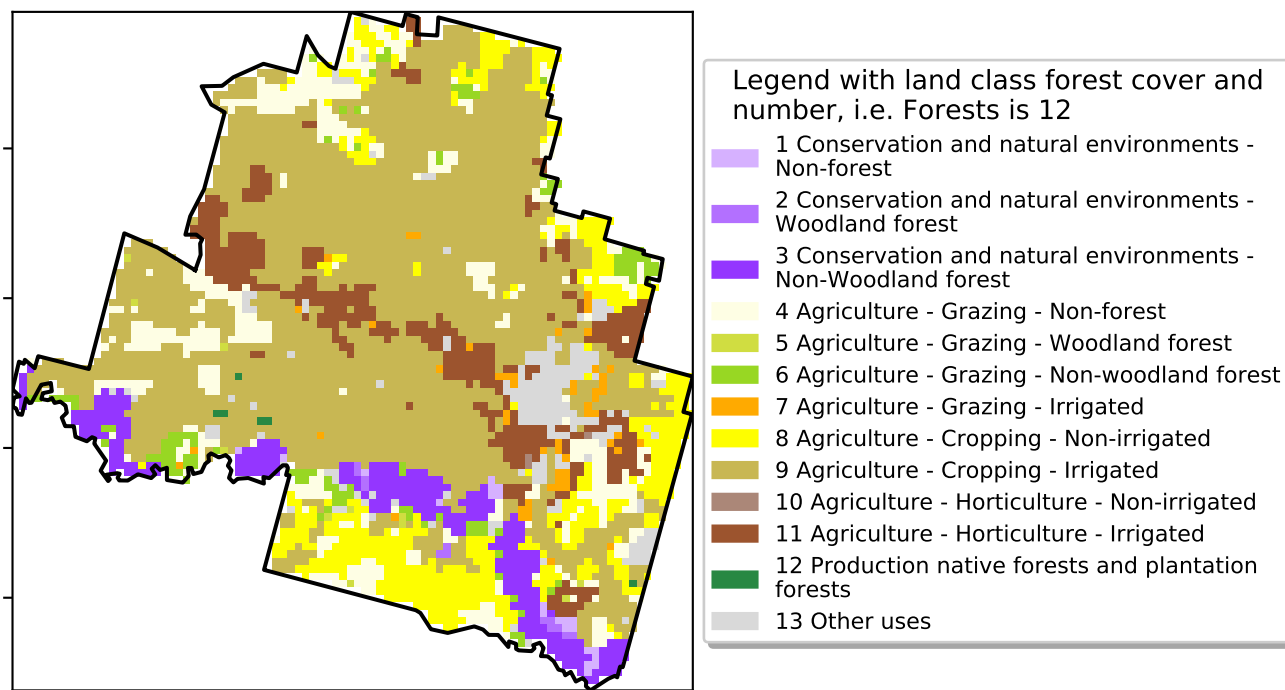 Legend with land class forest cover and
number, i.e. Forests is 12
1 Conservation and natural environments -
Non-forest
2 Conservation and natural environments -
Woodland forest
3 Conservation and natural environments -
Non-Woodland forest
4 Agriculture - Grazing - Non-forest
5 Agriculture - Grazing - Woodland forest
6 Agriculture - Grazing - Non-woodland forest
7 Agriculture - Grazing - Irrigated
8 Agriculture - Cropping - Non-irrigated
9 Agriculture - Cropping - Irrigated
10 Agriculture - Horticulture - Non-irrigated
11 Agriculture - Horticulture - Irrigated
12 Production native forests and plantation
forests
13 Other uses